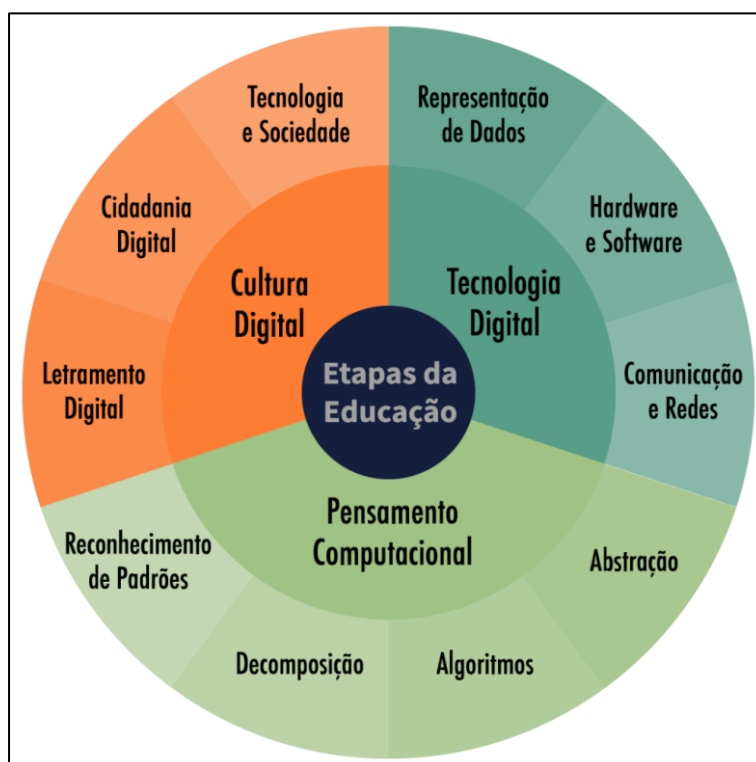 Tecnologia
e Sociedade
Representação
de Dados
Cidadania
Digital
Hardware
e Software
Cultura
Digital
Tecnologia
Digital
Letramento
Digital
Etapas da
Educação
Comunicação
e Redes
Pensamento
Computacional
Reconhecimento
de Padrões
Abstração
Decomposição
Algoritmos